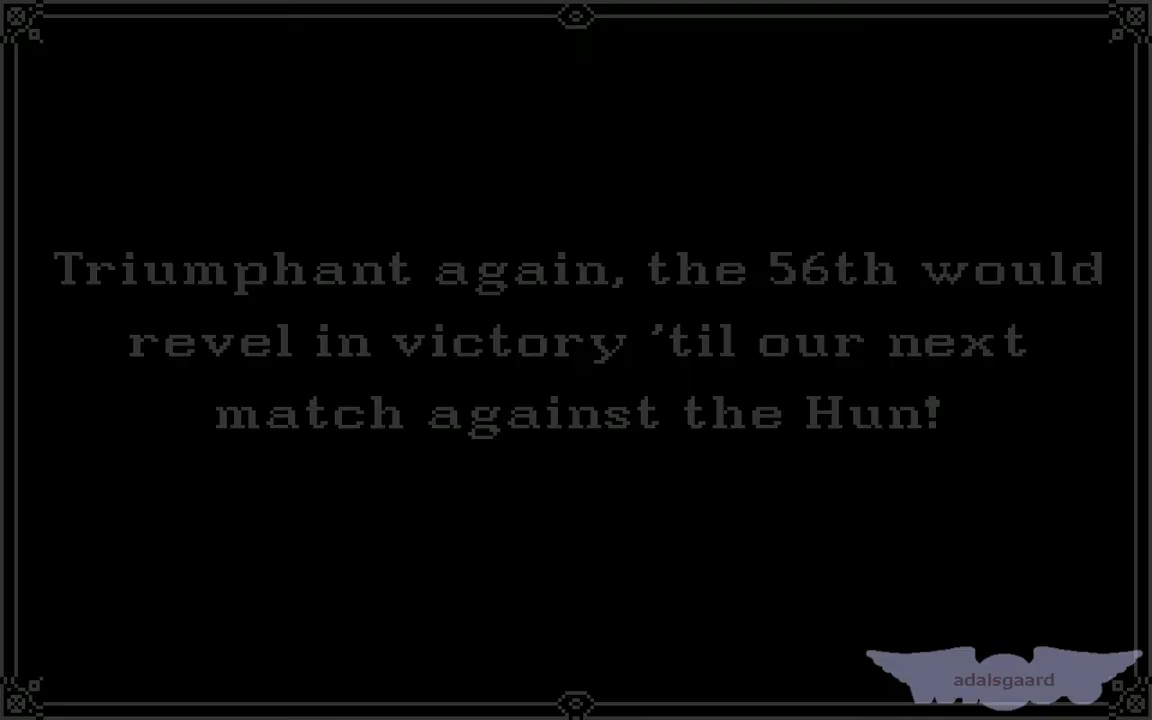 Triumphant again, the 56th would
revel in victory 'til our next
match against the Hun!
adalsgaard